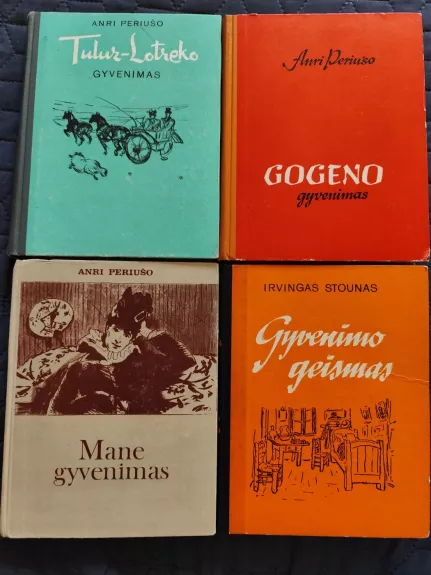 ANRI PERIUŠO
Tuluz-Lotreko
GYVENIMAS
Anri Periušo
GOGENO
gyvenimas
ANRI PERIUŠO
Mane
gyvenimas
IRVINGAS STOUNAS
Gyvenimo
geismas